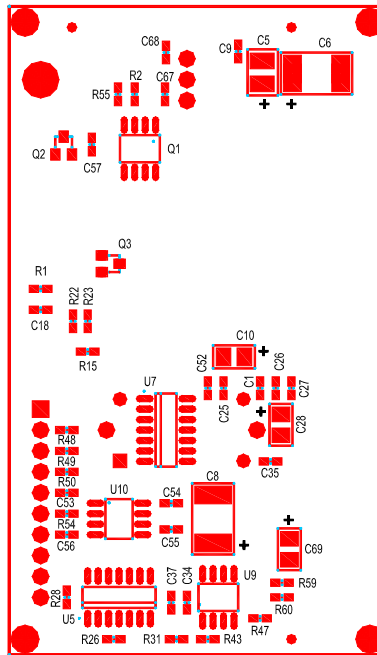 C68
C9
C5
C6
R2
C67
R55
+
+
Q2
C57
Q1
Q3
R1
C18
R22
R23
R15
C10
+
C52
C25
C1
C26
C27
U7
+
C28
R48
R49
R50
C53
R54
C56
C35
C8
U10
C54
C55
+
+
C69
R28
C37
C34
U9
R59
R60
U5
R47
R26
R31
R43